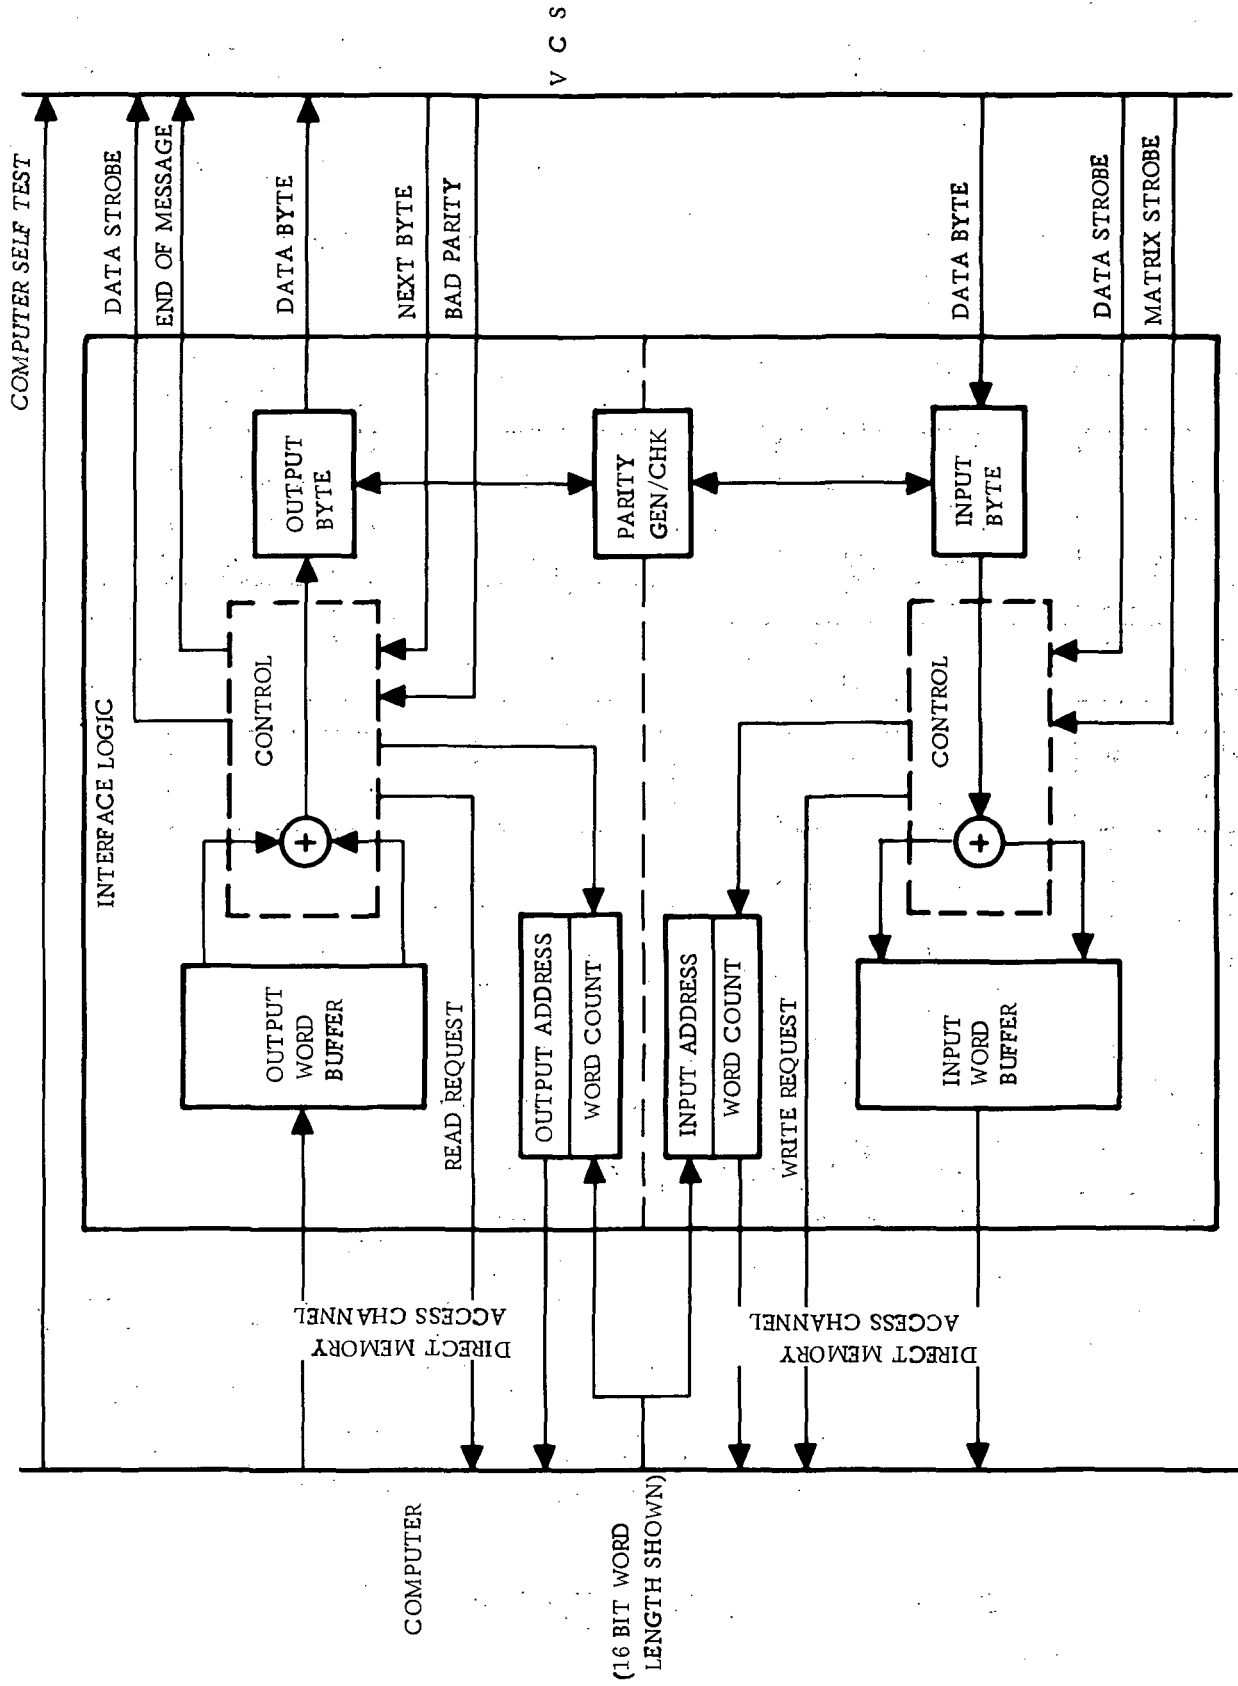 COMPUTER SELF TEST
DATA STROBE
END OF MESSAGE
DATA BYTE
NEXT BYTE
BAD PARITY
V C S
DATA BYTE
DATA STROBE
MATRIX STROBE
INTERFACE LOGIC
OUTPUT
BYTE
PARITY
GEN/CHK
INPUT
BYTE
CONTROL
+
CONTROL
+
OUTPUT
WORD
BUFFER
READ REQUEST
OUTPUT ADDRESS
WORD COUNT
INPUT ADDRESS
WORD COUNT
WRITE REQUEST
INPUT
WORD
BUFFER
DIRECT MEMORY
ACCESS CHANNEL
DIRECT MEMORY
ACCESS CHANNEL
COMPUTER
(16 BIT WORD
LENGTH SHOWN)